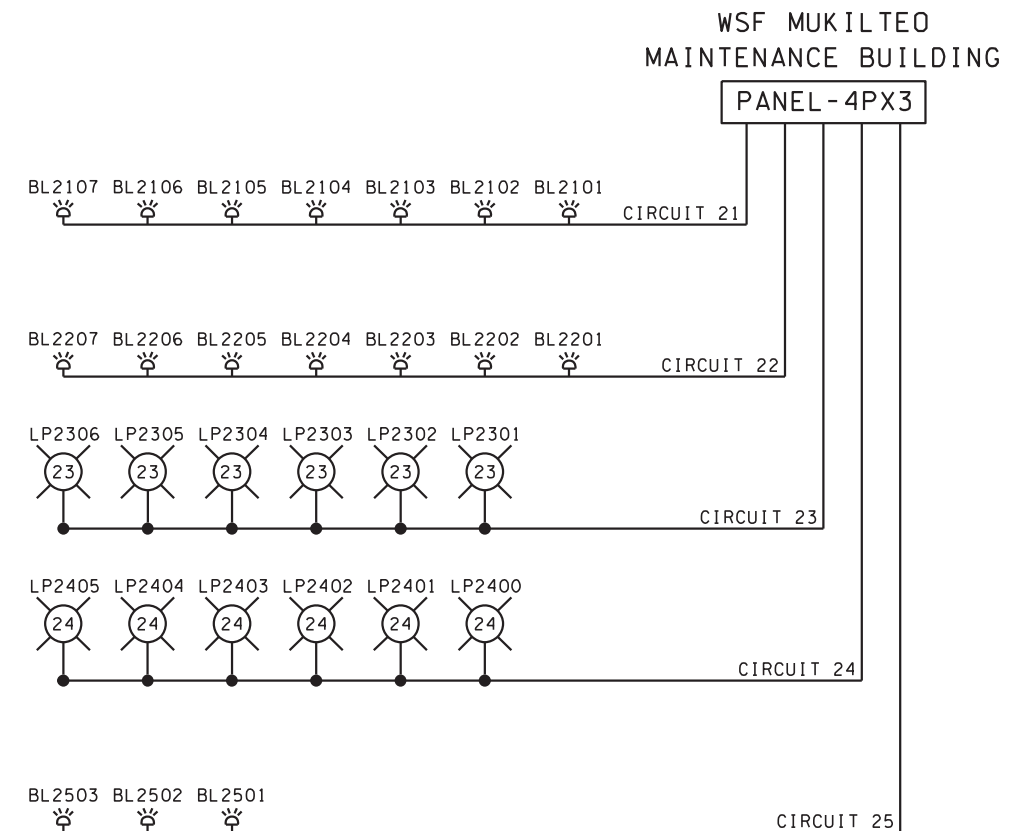 WSF MUKILTEO
MAINTENANCE BUILDING
PANEL-4PX3
BL2107 BL2106 BL2105 BL2104 BL2103 BL2102 BL2101
CIRCUIT 21
BL2207 BL2206 BL2205 BL2204 BL2203 BL2202 BL2201
CIRCUIT 22
LP2306 LP2305 LP2304 LP2303 LP2302 LP2301
23 23 23 23 23 23
CIRCUIT 23
LP2405 LP2404 LP2403 LP2402 LP2401 LP2400
24 24 24 24 24 24
CIRCUIT 24
BL2503 BL2502 BL2501
CIRCUIT 25